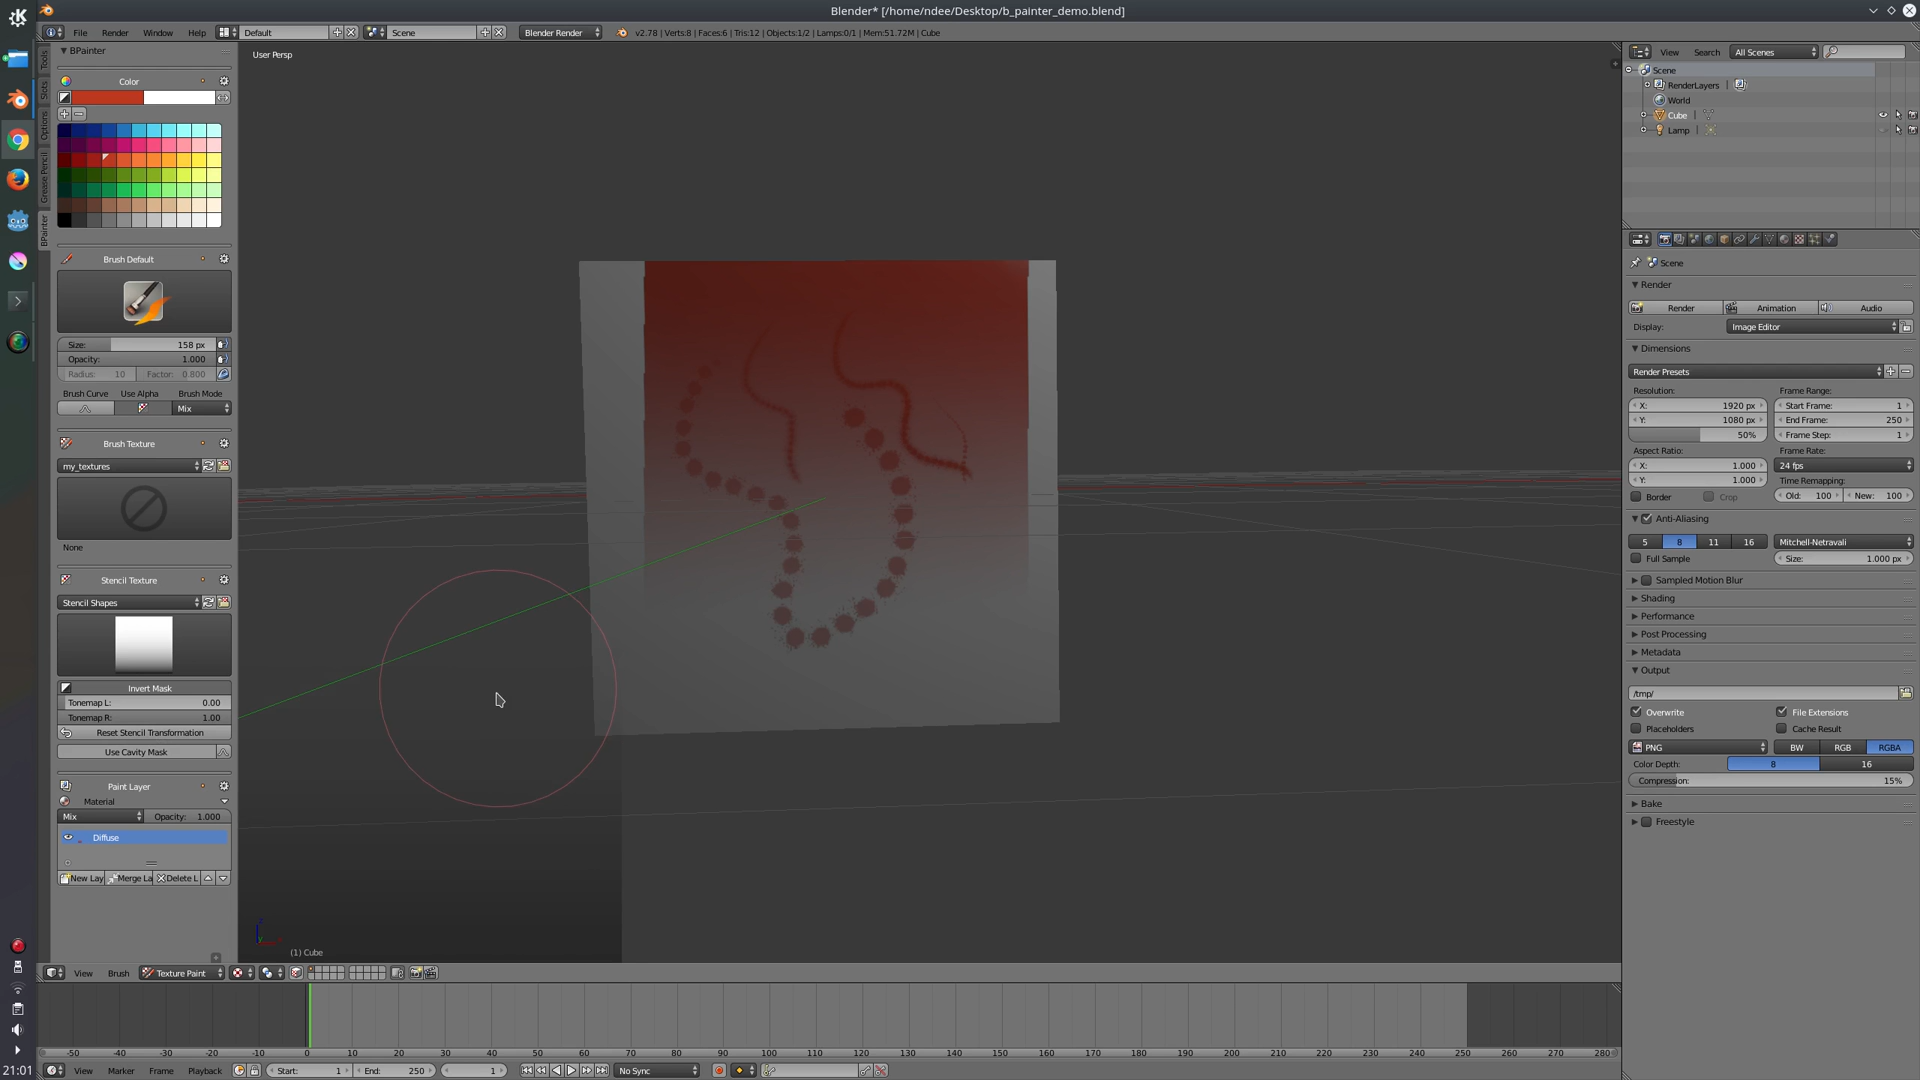 Blender* [/home/ndee/Desktop/b_painter_demo.blend]
File Render Window Help Default Scene Blender Render v2.78 | Verts:8 | Faces:6 | Tris:12 | Objects:1/2 | Lamps:0/1 | Mem:51.72M | Cube
Tools
Slots
Options
Grease Pencil
BPainter
BPainter
Color
Brush Default
Size: 158 px
Opacity: 1.000
Radius: 10 Factor: 0.800
Brush Curve Use Alpha Brush Mode
Mix
Brush Texture
my_textures
None
Stencil Texture
Stencil Shapes
Invert Mask
Tonemap L: 0.00
Tonemap R: 1.00
Reset Stencil Transformation
Use Cavity Mask
Paint Layer
Material
Mix Opacity: 1.000
Diffuse
New Lay Merge La Delete L
User Persp
(1) Cube
View Brush Texture Paint
-50 -40 -30 -20 -10 0 10 20 30 40 50 60 70 80 90 100 110 120 130 140 150 160 170 180 190 200 210 220 230 240 250 260 270 280
View Marker Frame Playback Start: 1 End: 250 1 No Sync
21:01
View Search All Scenes
Scene
RenderLayers |
World
Cube |
Lamp |
Scene
Render
Render Animation Audio
Display: Image Editor
Dimensions
Render Presets
Resolution: Frame Range:
X: 1920 px Start Frame: 1
Y: 1080 px End Frame: 250
50% Frame Step: 1
Aspect Ratio: Frame Rate:
X: 1.000 24 fps
Y: 1.000 Time Remapping:
Border Crop Old: 100 New: 100
Anti-Aliasing
5 8 11 16 Mitchell-Netravali
Full Sample Size: 1.000 px
Sampled Motion Blur
Shading
Performance
Post Processing
Metadata
Output
/tmp/
Overwrite File Extensions
Placeholders Cache Result
PNG BW RGB RGBA
Color Depth: 8 16
Compression: 15%
Bake
Freestyle